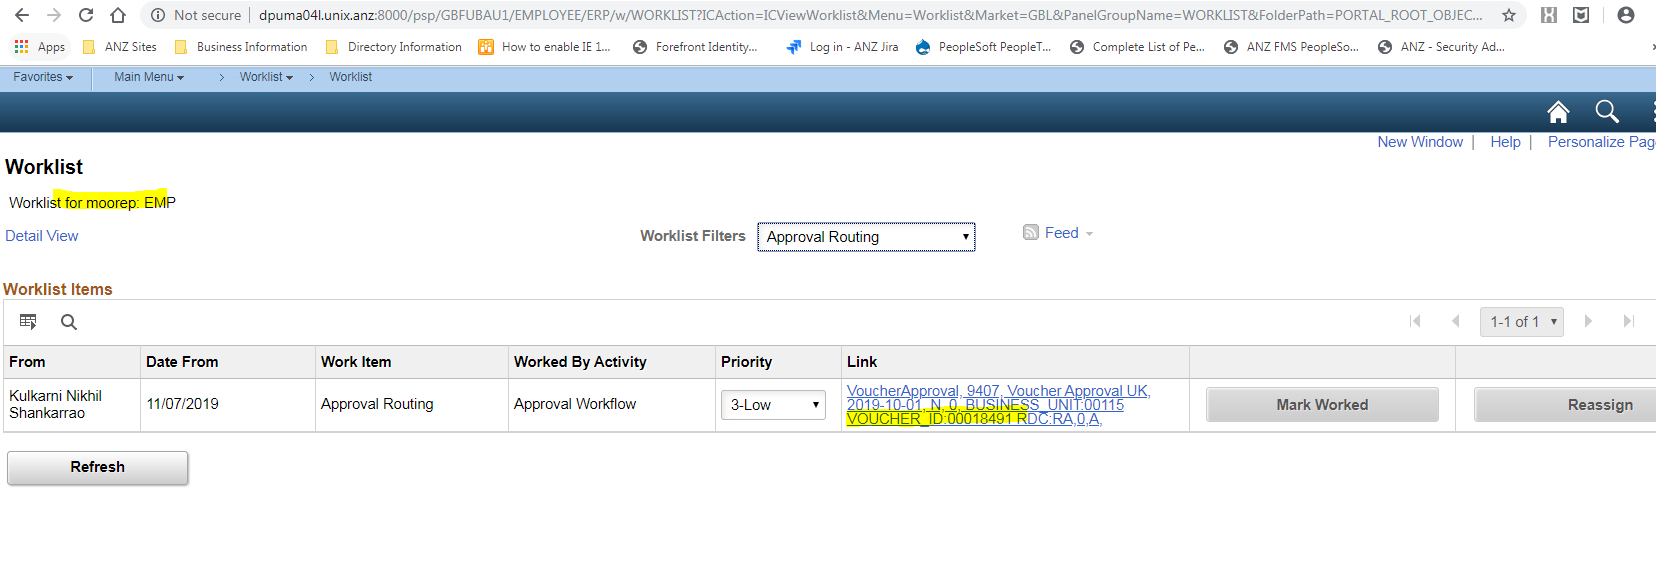 Not secure | dpuma04l.unix.anz:8000/psp/GBFUBAU1/EMPLOYEE/ERP/w/WORKLIST?ICAction=ICViewWorklist&Menu=Worklist&Market=GBL&PanelGroupName=WORKLIST&FolderPath=PORTAL_ROOT_OBJEC...
Apps ANZ Sites Business Information Directory Information How to enable IE 1... Forefront Identity... Log in - ANZ Jira PeopleSoft PeopleT... Complete List of Pe... ANZ FMS PeopleSo... ANZ - Security Ad...
Favorites Main Menu > Worklist > Worklist
New Window | Help | Personalize Pag
Worklist
Worklist for moorep: EMP
Detail View Worklist Filters Approval Routing Feed
Worklist Items
1-1 of 1
From Date From Work Item Worked By Activity Priority Link
Kulkarni Nikhil
Shankarrao
11/07/2019 Approval Routing Approval Workflow 3-Low
VoucherApproval, 9407, Voucher Approval UK,
2019-10-01, N, 0, BUSINESS_UNIT:00115
VOUCHER_ID:00018491 RDC:RA,0,A,
Mark Worked Reassign
Refresh